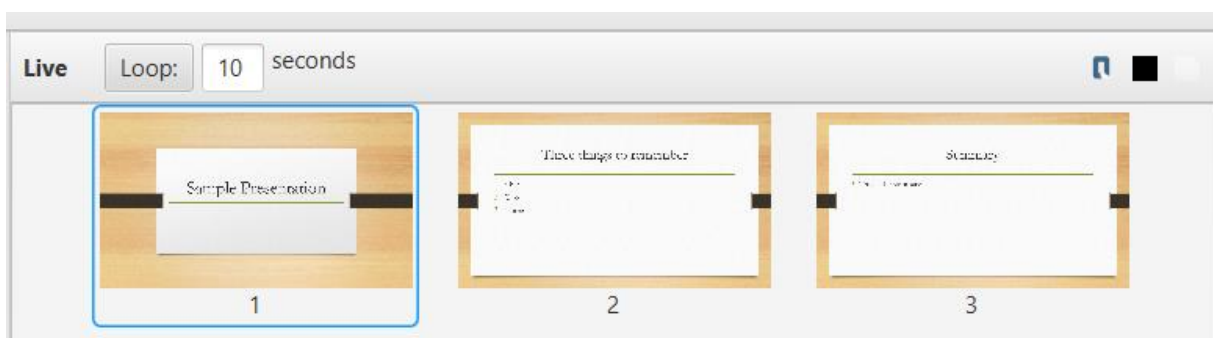 Live Loop: 10 seconds
Sample Presentation
Three things to remember
Summary
1 2 3